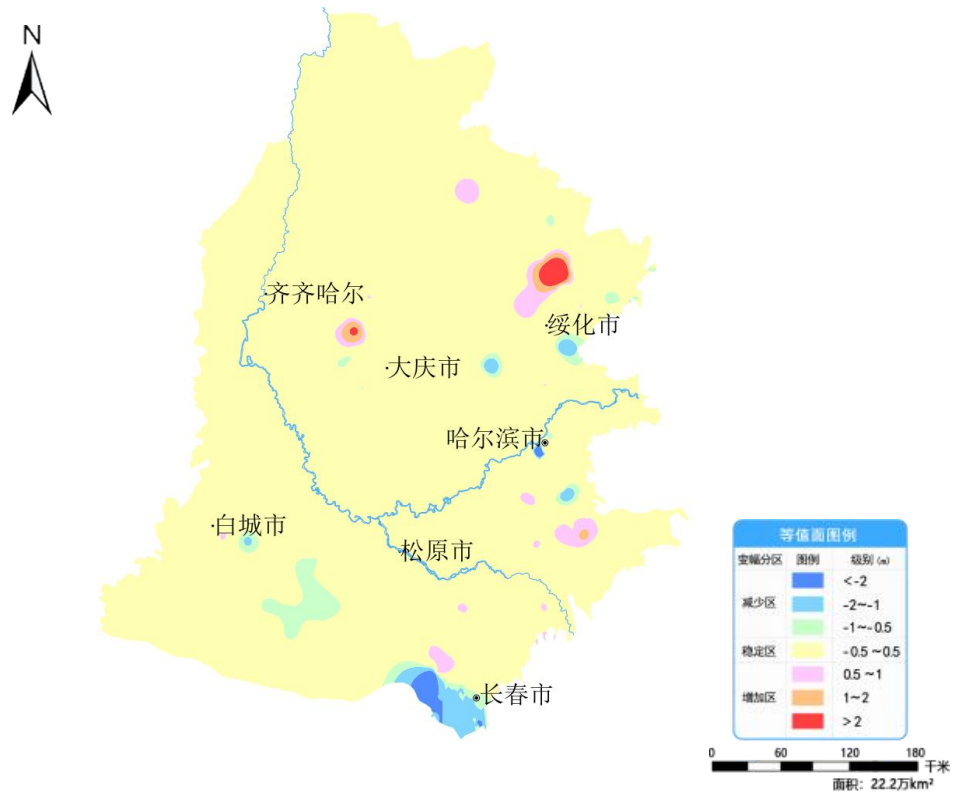 N
齐齐哈尔
绥化市
大庆市
哈尔滨市
白城市
松原市
长春市
等值面图例
变幅分区 图例 级别 (m)
减少区
<-2
-2~-1
-1~-0.5
稳定区 -0.5~0.5
增加区
0.5~1
1~2
>2
0 60 120 180 千米
面积：22.2万km²